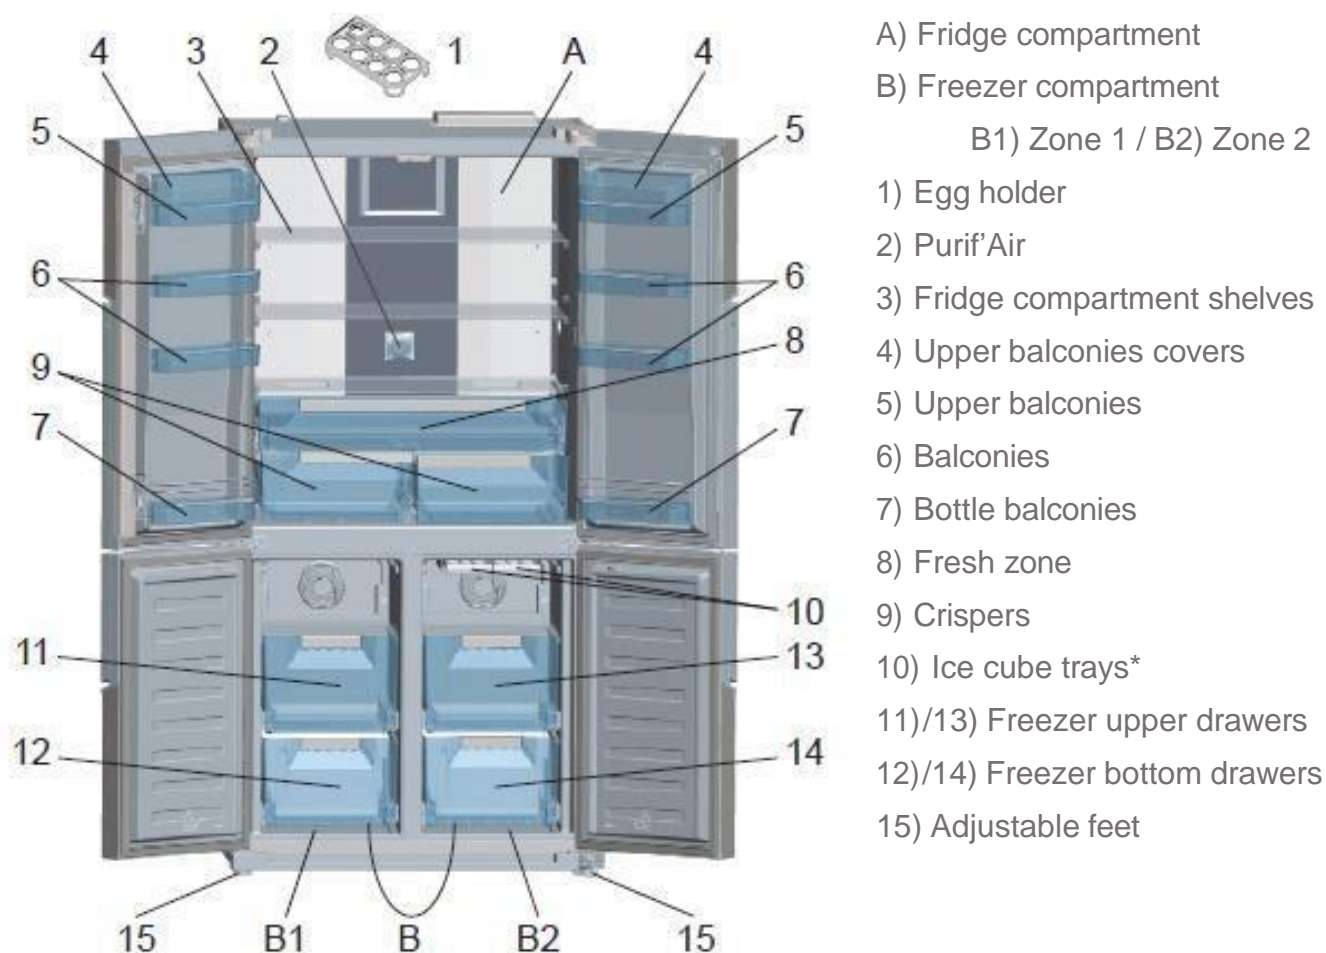 1
4
3
2
A
4
5
5
6
6
8
9
7
7
10
11
13
12
14
15
B1
B
B2
15
A) Fridge compartment
B) Freezer compartment
B1) Zone 1 / B2) Zone 2
1) Egg holder
2) Purif’Air
3) Fridge compartment shelves
4) Upper balconies covers
5) Upper balconies
6) Balconies
7) Bottle balconies
8) Fresh zone
9) Crispers
10) Ice cube trays*
11)/13) Freezer upper drawers
12)/14) Freezer bottom drawers
15) Adjustable feet